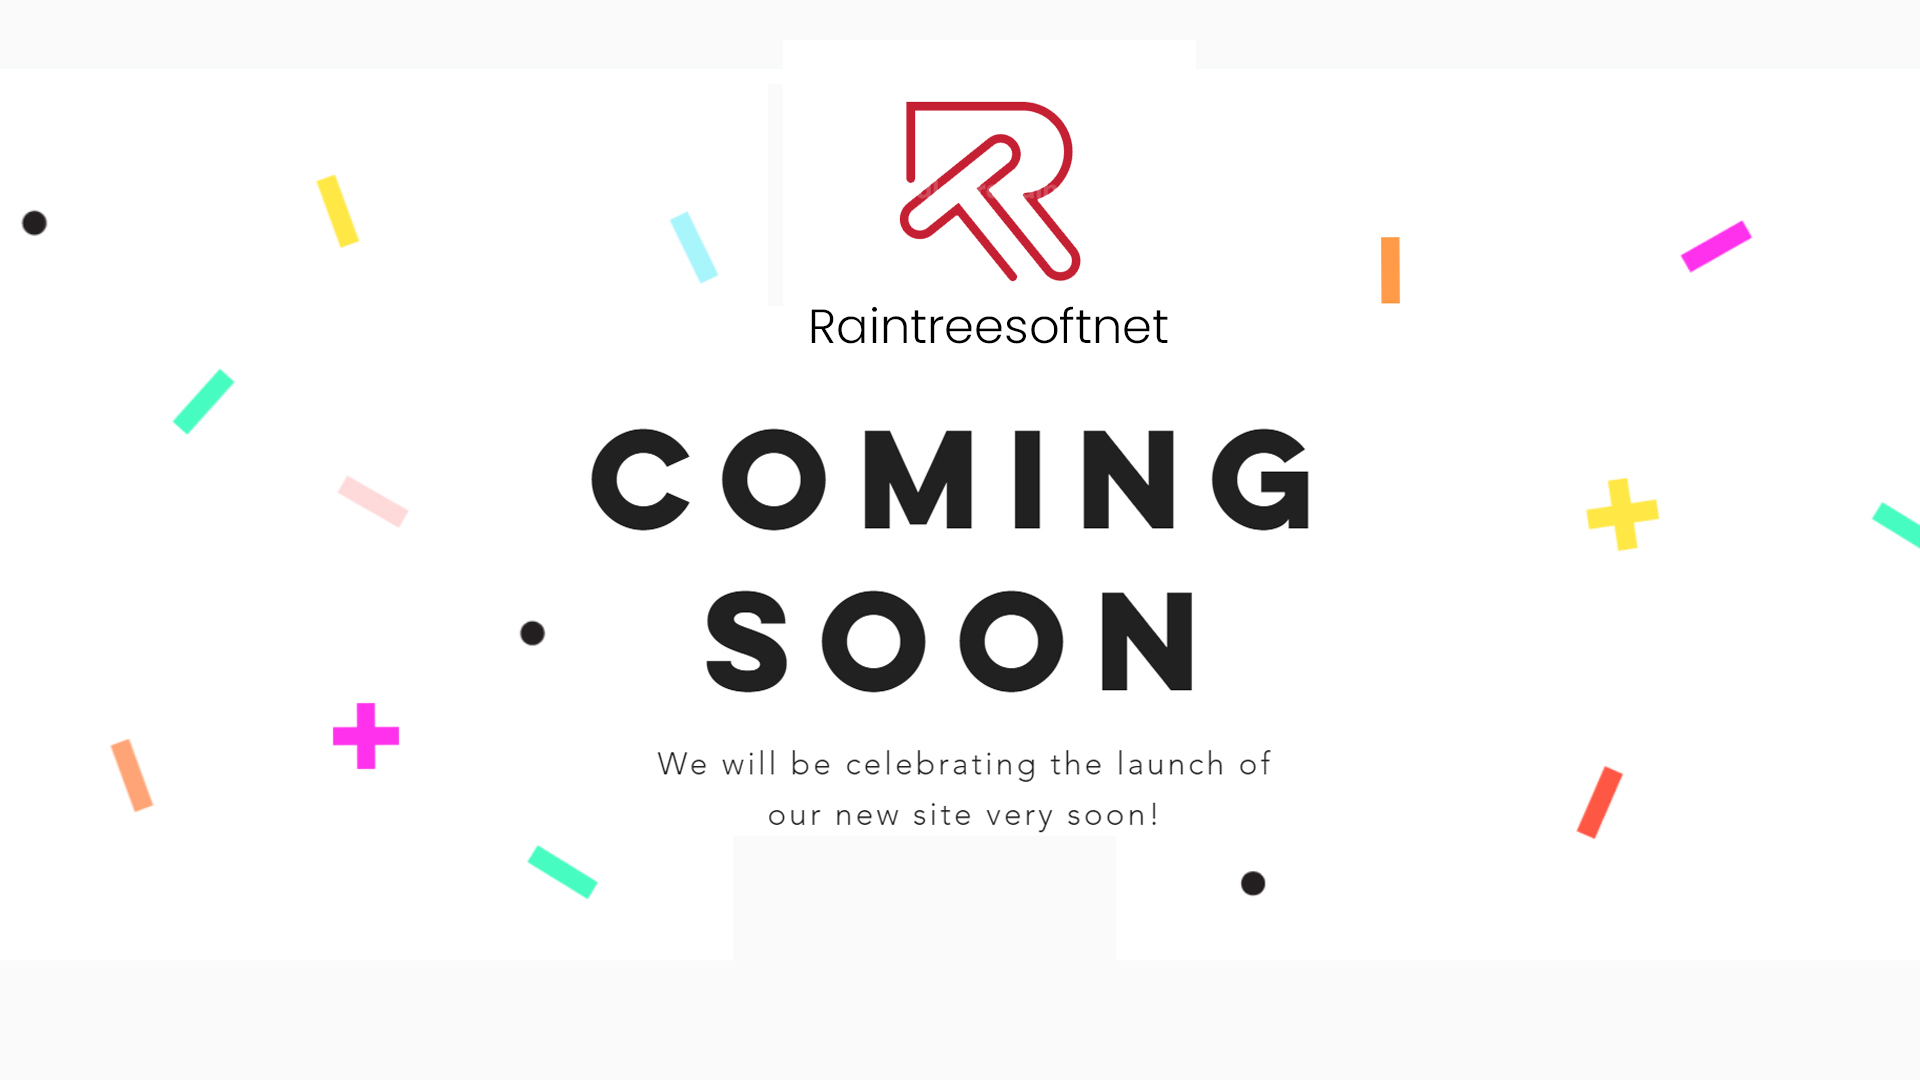 Raintreesoftnet
COMING
SOON
We will be celebrating the launch of
our new site very soon!